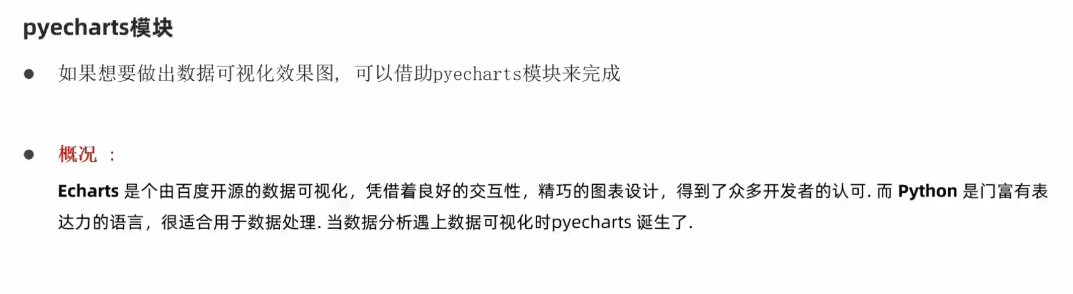 pyecharts模块
● 如果想要做出数据可视化效果图, 可以借助pyecharts模块来完成
● 概况 :
Echarts 是个由百度开源的数据可视化，凭借着良好的交互性，精巧的图表设计，得到了众多开发者的认可. 而 Python 是门富有表
达力的语言，很适合用于数据处理. 当数据分析遇上数据可视化时pyecharts 诞生了.